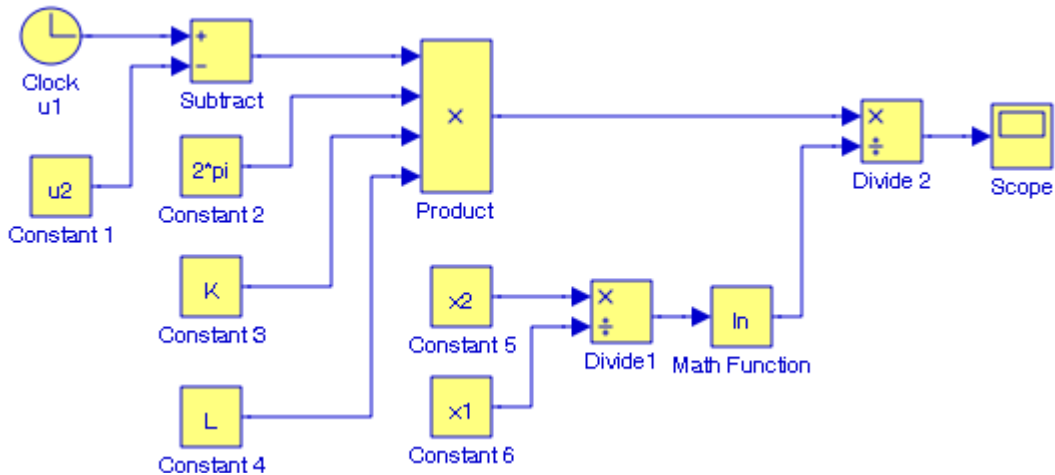 +
−
Clock
u1
Subtract
×
×
÷
Divide 2
Scope
u2
Constant 1
2*pi
Constant 2
Product
K
Constant 3
x2
Constant 5
×
÷
Divide1
ln
Math Function
L
Constant 4
x1
Constant 6